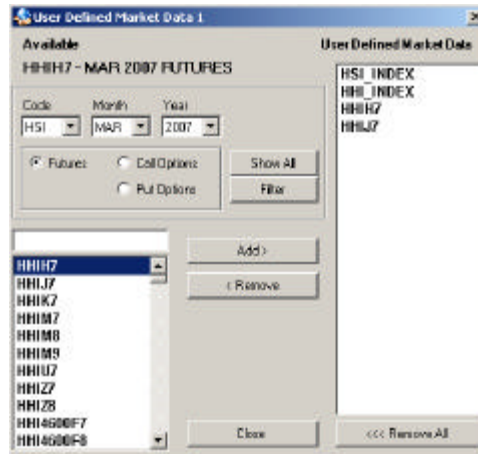 User Defined Market Data 1
Available
HHIH7 - MAR 2007 FUTURES
Code Month Year
HSI MAR 2007
Futures Call Options
Put Options
Show All
Filter
HHIH7
HHIJ7
HHIK7
HHIM7
HHIM8
HHIM9
HHIU7
HHIZ7
HHIZ8
HHI4600F7
HHI4600F8
Add >
< Remove
Close
User Defined Market Data
HSI_INDEX
HHI_INDEX
HHIH7
HHIJ7
<<< Remove All